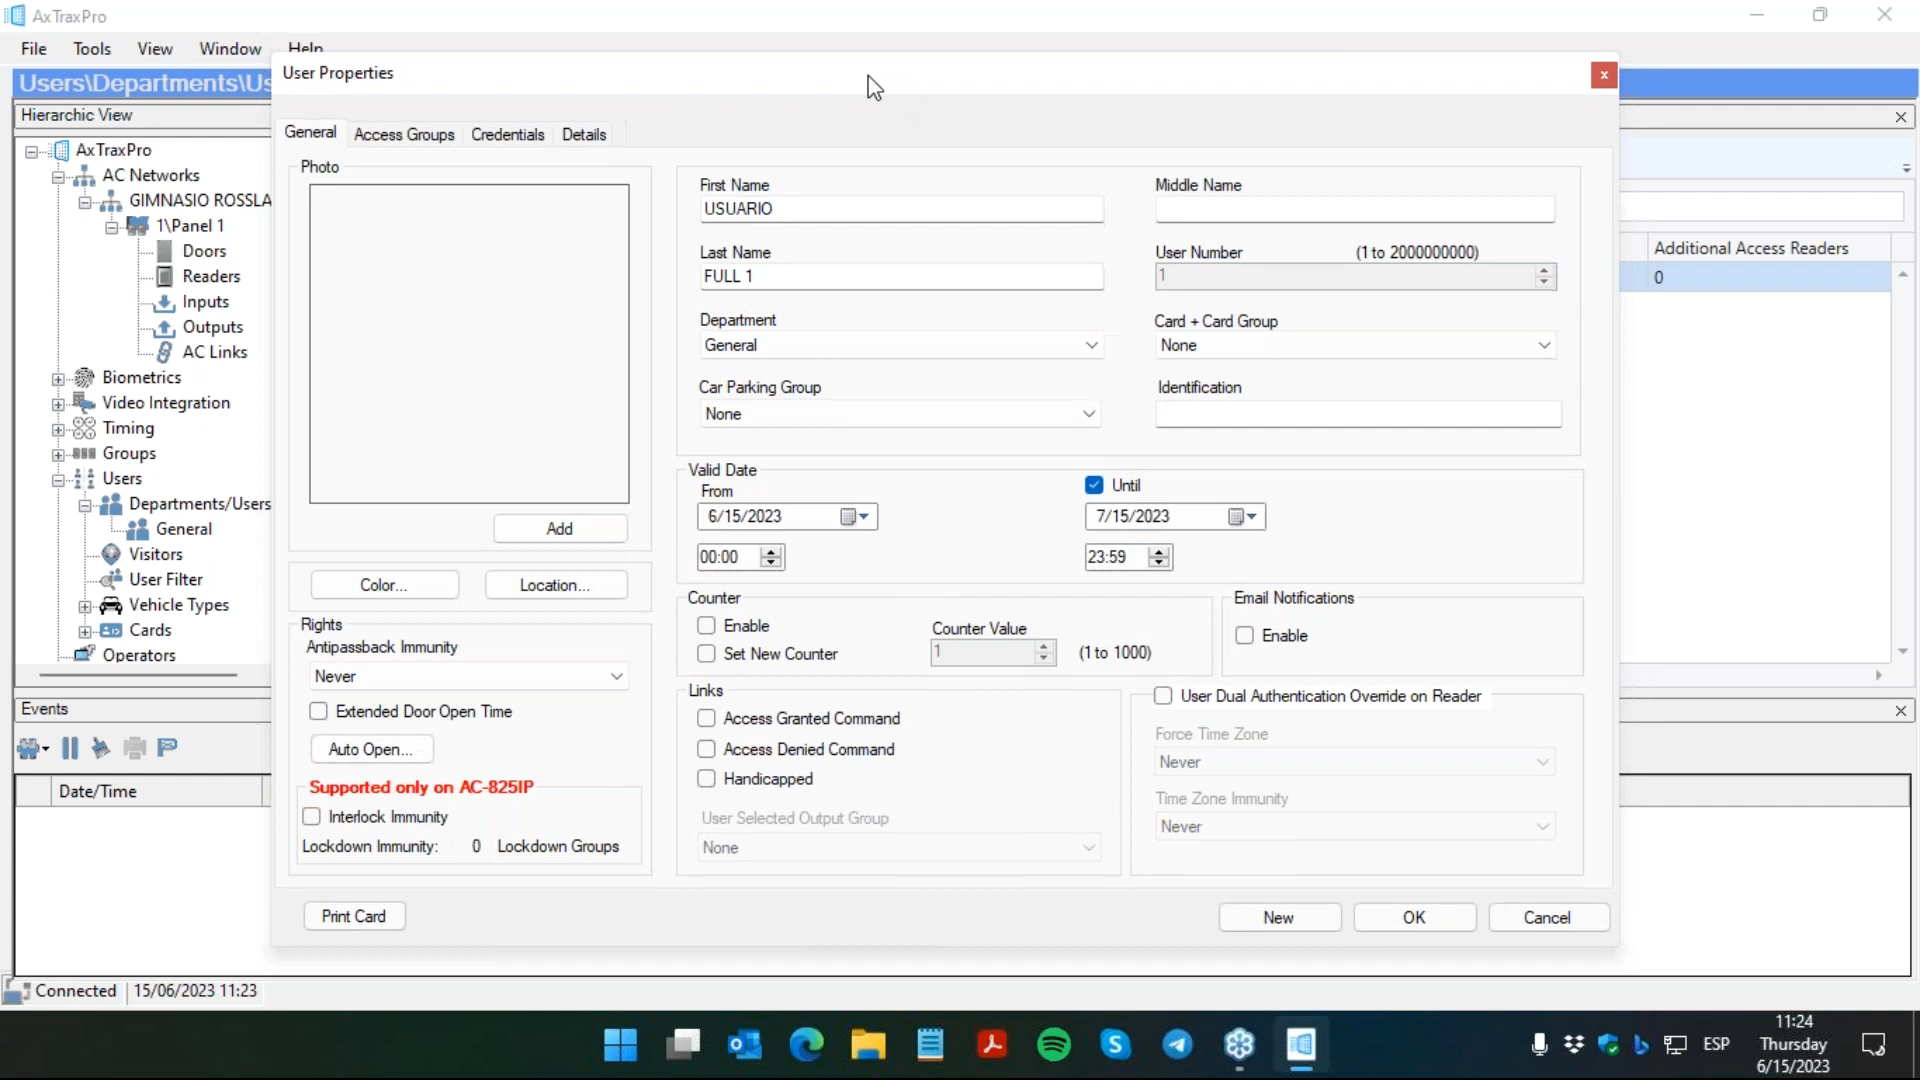 AxTraxPro
File Tools View Window Help
Users\Departments\Us
Hierarchic View
AxTraxPro
AC Networks
GIMNASIO ROSSLA
1\Panel 1
Doors
Readers
Inputs
Outputs
AC Links
Biometrics
Video Integration
Timing
Groups
Users
Departments/Users
General
Visitors
User Filter
Vehicle Types
Cards
Operators
User Properties
x
General Access Groups Credentials Details
Photo
Add
Color... Location...
Rights
Antipassback Immunity
Never
Extended Door Open Time
Auto Open...
Supported only on AC-825IP
Interlock Immunity
Lockdown Immunity: 0 Lockdown Groups
First Name
USUARIO
Middle Name
Last Name
FULL 1
User Number (1 to 2000000000)
1
Department
General
Card + Card Group
None
Car Parking Group
None
Identification
Valid Date
From
6/15/2023
00:00
Until
7/15/2023
23:59
Counter
Enable
Set New Counter
Counter Value
1 (1 to 1000)
Email Notifications
Enable
Links
Access Granted Command
Access Denied Command
Handicapped
User Selected Output Group
None
User Dual Authentication Override on Reader
Force Time Zone
Never
Time Zone Immunity
Never
Print Card
New OK Cancel
Additional Access Readers
0
Events
Date/Time
Connected 15/06/2023 11:23
ESP
11:24
Thursday
6/15/2023